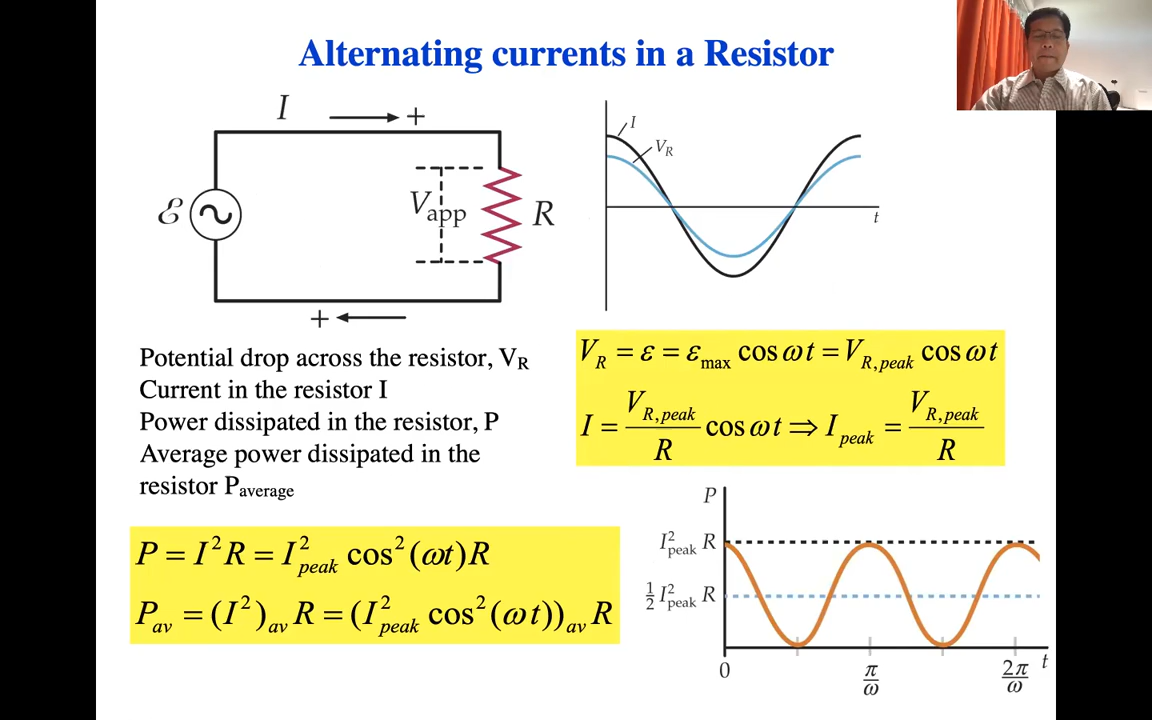 Alternating currents in a Resistor
I
+
ℰ
V_app
R
+
I
V_R
t
Potential drop across the resistor, V_R
Current in the resistor I
Power dissipated in the resistor, P
Average power dissipated in the
resistor P_average
V_R = ε = ε_max cos ωt = V_{R,peak} cos ωt
I = V_{R,peak}/R cos ωt ⇒ I_peak = V_{R,peak}/R
P = I²R = I²_peak cos²(ωt)R
P_av = (I²)_av R = (I²_peak cos²(ωt))_av R
P
I²_peak R
½ I²_peak R
0
π/ω
2π/ω
t